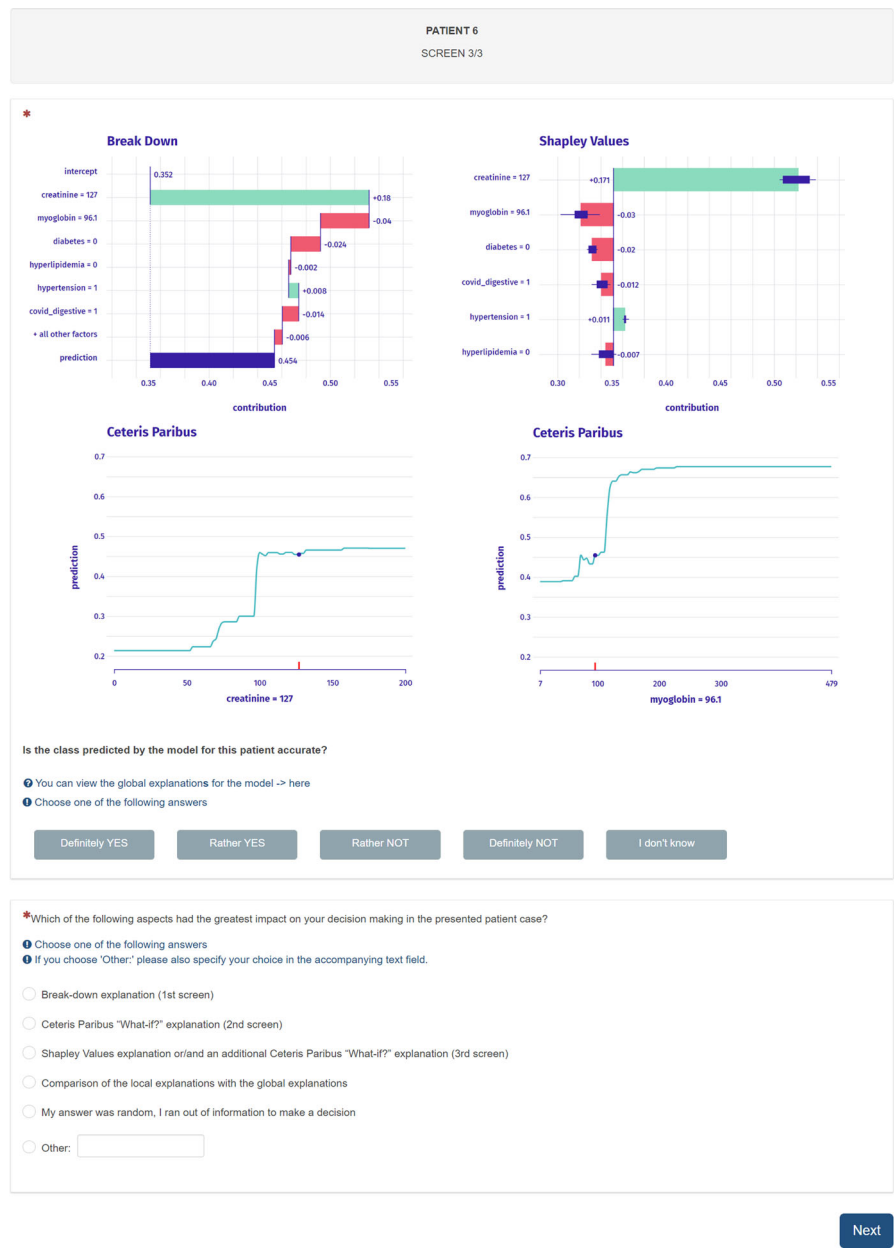 PATIENT 6
SCREEN 3/3
*
Break Down
intercept
0.352
creatinine = 127
+0.18
myoglobin = 96.1
-0.04
diabetes = 0
-0.024
hyperlipidemia = 0
-0.002
hypertension = 1
+0.008
covid_digestive = 1
-0.014
+ all other factors
-0.006
prediction
0.454
0.35 0.40 0.45 0.50 0.55
contribution
Shapley Values
creatinine = 127
+0.171
myoglobin = 96.1
-0.03
diabetes = 0
-0.02
covid_digestive = 1
-0.012
hypertension = 1
+0.011
hyperlipidemia = 0
-0.007
0.30 0.35 0.40 0.45 0.50 0.55
contribution
Ceteris Paribus
prediction
0.7
0.6
0.5
0.4
0.3
0.2
0 50 100 150 200
creatinine = 127
Ceteris Paribus
prediction
0.7
0.6
0.5
0.4
0.3
0.2
7 100 200 300 479
myoglobin = 96.1
Is the class predicted by the model for this patient accurate?
You can view the global explanations for the model -> here
Choose one of the following answers
Definitely YES
Rather YES
Rather NOT
Definitely NOT
I don't know
*Which of the following aspects had the greatest impact on your decision making in the presented patient case?
Choose one of the following answers
If you choose 'Other:' please also specify your choice in the accompanying text field.
Break-down explanation (1st screen)
Ceteris Paribus “What-if?” explanation (2nd screen)
Shapley Values explanation or/and an additional Ceteris Paribus “What-if?” explanation (3rd screen)
Comparison of the local explanations with the global explanations
My answer was random, I ran out of information to make a decision
Other:
Next